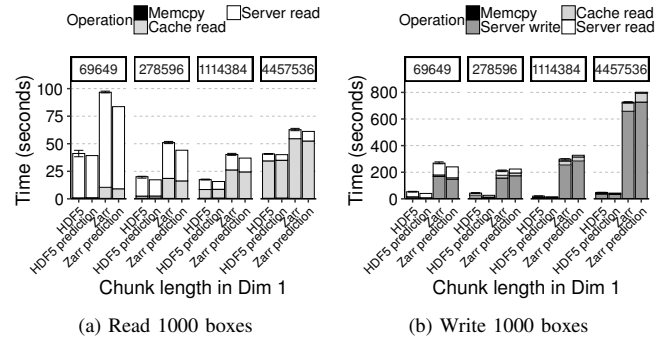 Operation ■Memcpy □Server read
■Cache read
69649 278596 1114384 4457536
Time (seconds)
100
75
50
25
0
HDF5
HDF5 prediction
Zarr
Zarr prediction
HDF5
HDF5 prediction
Zarr
Zarr prediction
HDF5
HDF5 prediction
Zarr
Zarr prediction
HDF5
HDF5 prediction
Zarr
Zarr prediction
Chunk length in Dim 1
(a) Read 1000 boxes
Operation ■Memcpy ■Cache read
■Server write □Server read
69649 278596 1114384 4457536
Time (seconds)
800
600
400
200
0
HDF5
HDF5 prediction
Zarr
Zarr prediction
HDF5
HDF5 prediction
Zarr
Zarr prediction
HDF5
HDF5 prediction
Zarr
Zarr prediction
HDF5
HDF5 prediction
Zarr
Zarr prediction
Chunk length in Dim 1
(b) Write 1000 boxes